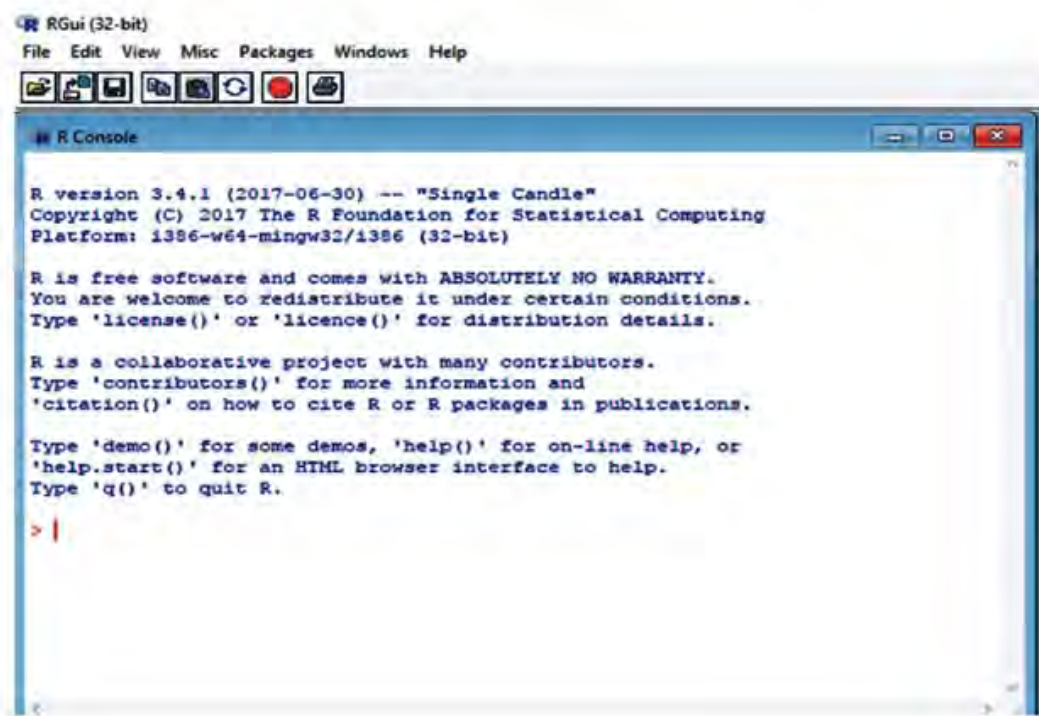 RGui (32-bit)
File Edit View Misc Packages Windows Help
R Console
R version 3.4.1 (2017-06-30) -- "Single Candle"
Copyright (C) 2017 The R Foundation for Statistical Computing
Platform: i386-w64-mingw32/i386 (32-bit)
R is free software and comes with ABSOLUTELY NO WARRANTY.
You are welcome to redistribute it under certain conditions.
Type 'license()' or 'licence()' for distribution details.
R is a collaborative project with many contributors.
Type 'contributors()' for more information and
'citation()' on how to cite R or R packages in publications.
Type 'demo()' for some demos, 'help()' for on-line help, or
'help.start()' for an HTML browser interface to help.
Type 'q()' to quit R.
>